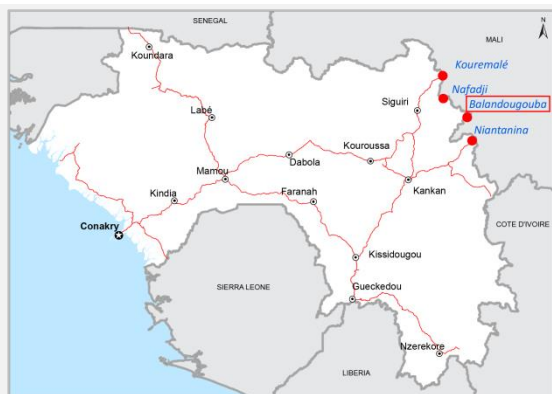 SENEGAL
N
MALI
Koundara
Kouremalé
Nafadji
Siguiri
Balandougouba
Labé
Niantanina
Kouroussa
Dabola
Mamou
Kankan
Kindia
Faranah
Conakry
COTE D'IVOIRE
Kissidougou
SIERRA LEONE
Gueckedou
Nzerekore
LIBERIA